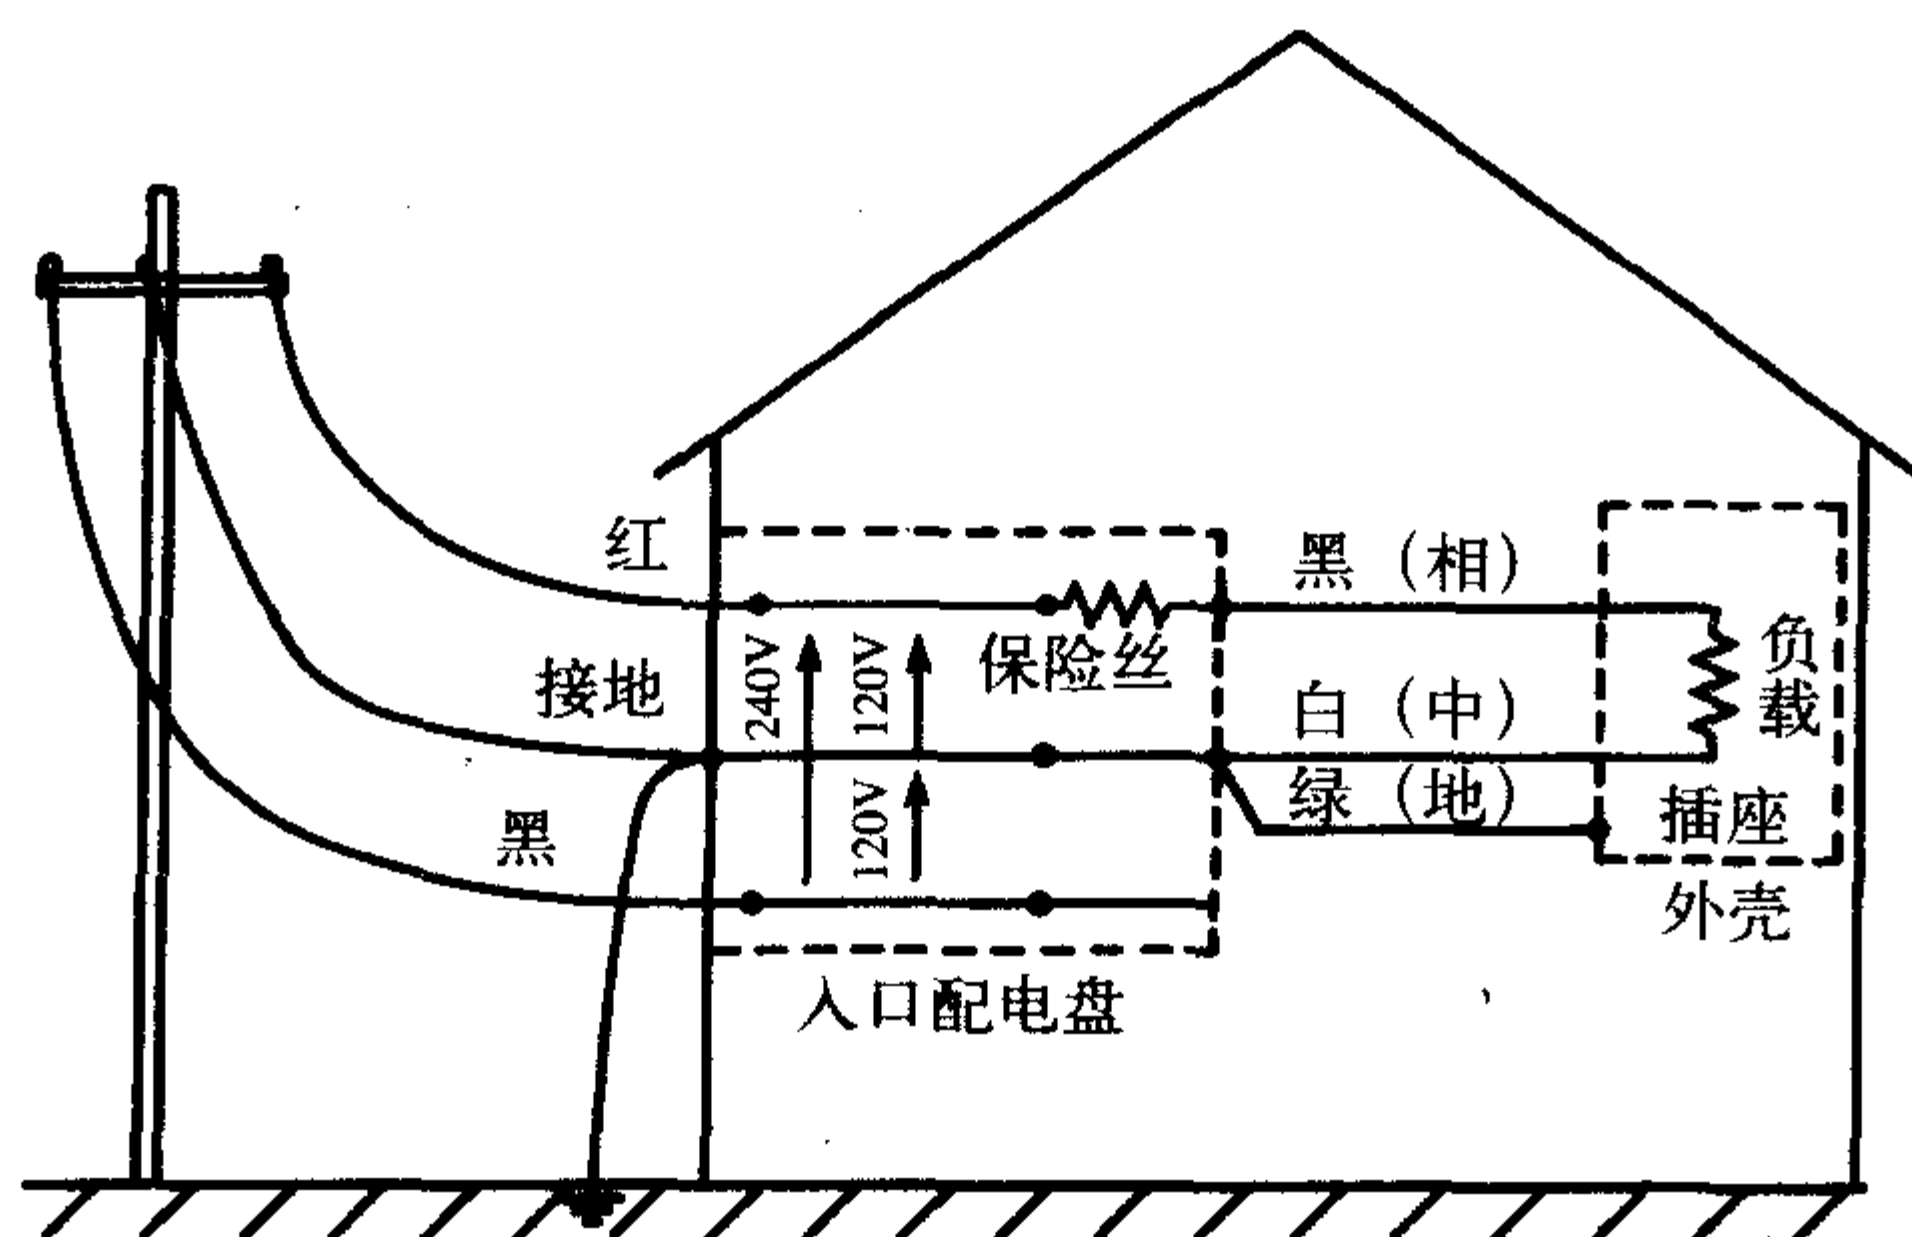 红
黑（相）
保险丝
负载
接地
240V
120V
白（中）
绿（地）
120V
插座
黑
外壳
入口配电盘